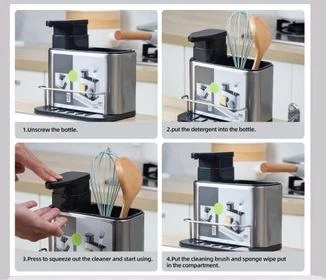 1.Unscrew the bottle.
2.put the detergent into the bottle.
3.Press to squeeze out the cleaner and start using.
4.Put the cleaning brush and sponge wipe put
in the compartment.